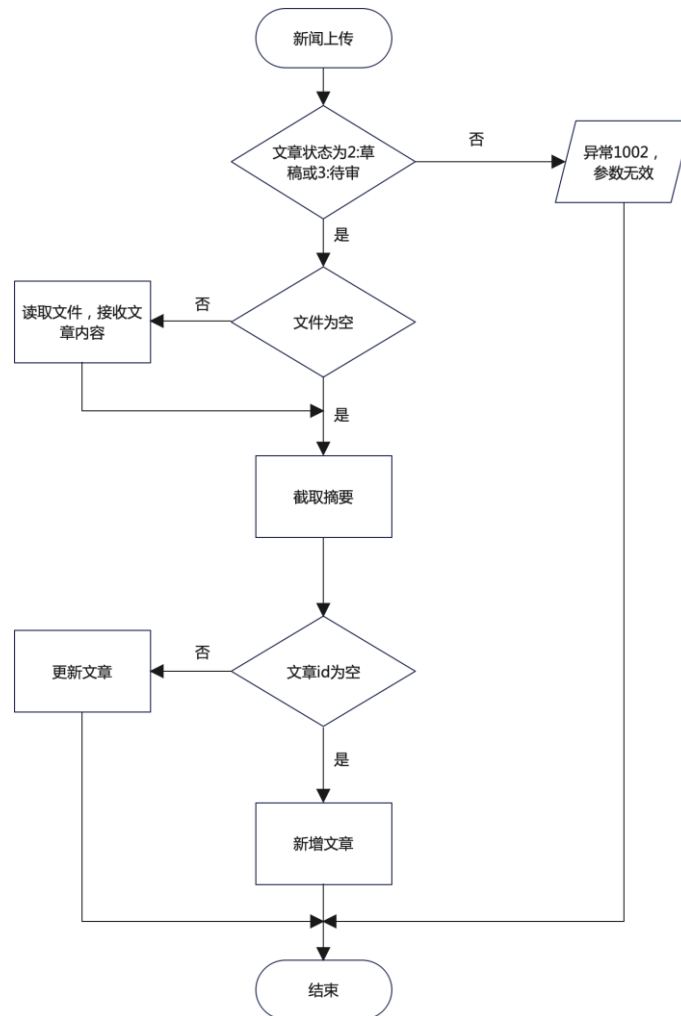 新闻上传
文章状态为2:草
稿或3:待审
否
异常1002，
参数无效
是
读取文件，接收文
章内容
否
文件为空
是
截取摘要
更新文章
否
文章id为空
是
新增文章
结束